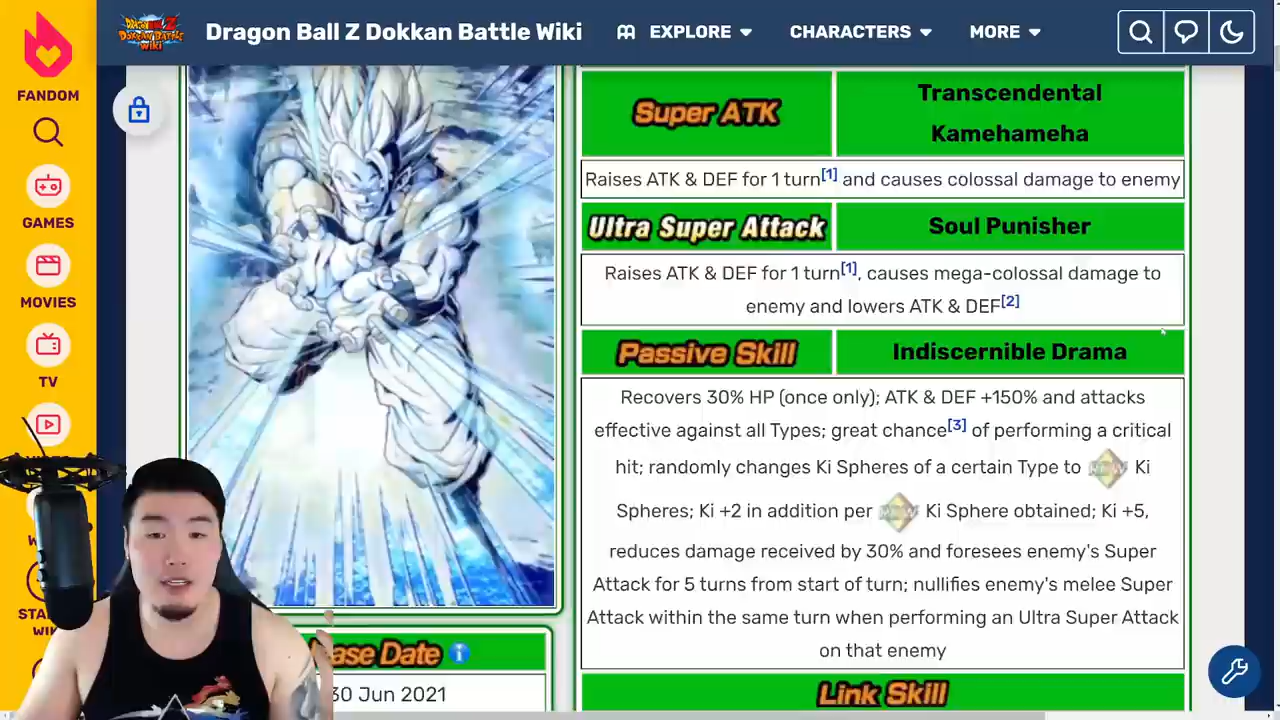 DRAGON BALL Z
DOKKAN BATTLE
WIKI
Dragon Ball Z Dokkan Battle Wiki
EXPLORE
CHARACTERS
MORE
FANDOM
GAMES
MOVIES
TV
Super ATK
Transcendental
Kamehameha
Raises ATK & DEF for 1 turn[1] and causes colossal damage to enemy
Ultra Super Attack
Soul Punisher
Raises ATK & DEF for 1 turn[1], causes mega-colossal damage to
enemy and lowers ATK & DEF[2]
Passive Skill
Indiscernible Drama
Recovers 30% HP (once only); ATK & DEF +150% and attacks
effective against all Types; great chance[3] of performing a critical
hit; randomly changes Ki Spheres of a certain Type to Ki
Spheres; Ki +2 in addition per Ki Sphere obtained; Ki +5,
reduces damage received by 30% and foresees enemy's Super
Attack for 5 turns from start of turn; nullifies enemy's melee Super
Attack within the same turn when performing an Ultra Super Attack
on that enemy
ase Date
30 Jun 2021
Link Skill